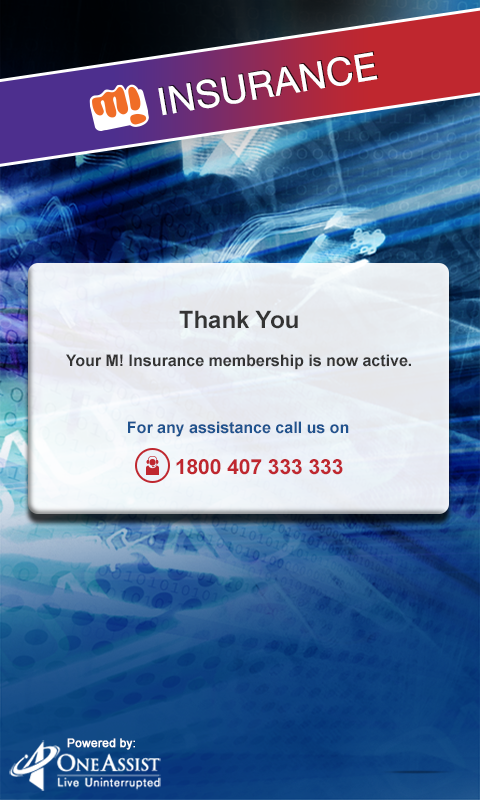 M! INSURANCE
Thank You
Your M! Insurance membership is now active.
For any assistance call us on
1800 407 333 333
Powered by:
ONEASSIST
Live Uninterrupted